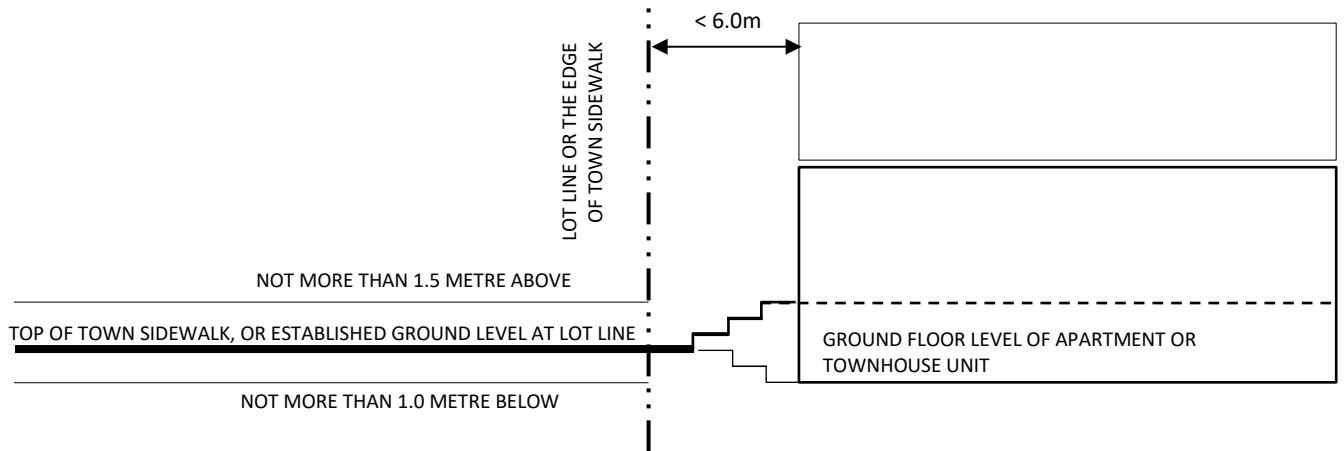 < 6.0m
LOT LINE OR THE EDGE
OF TOWN SIDEWALK
NOT MORE THAN 1.5 METRE ABOVE
TOP OF TOWN SIDEWALK, OR ESTABLISHED GROUND LEVEL AT LOT LINE
GROUND FLOOR LEVEL OF APARTMENT OR
TOWNHOUSE UNIT
NOT MORE THAN 1.0 METRE BELOW